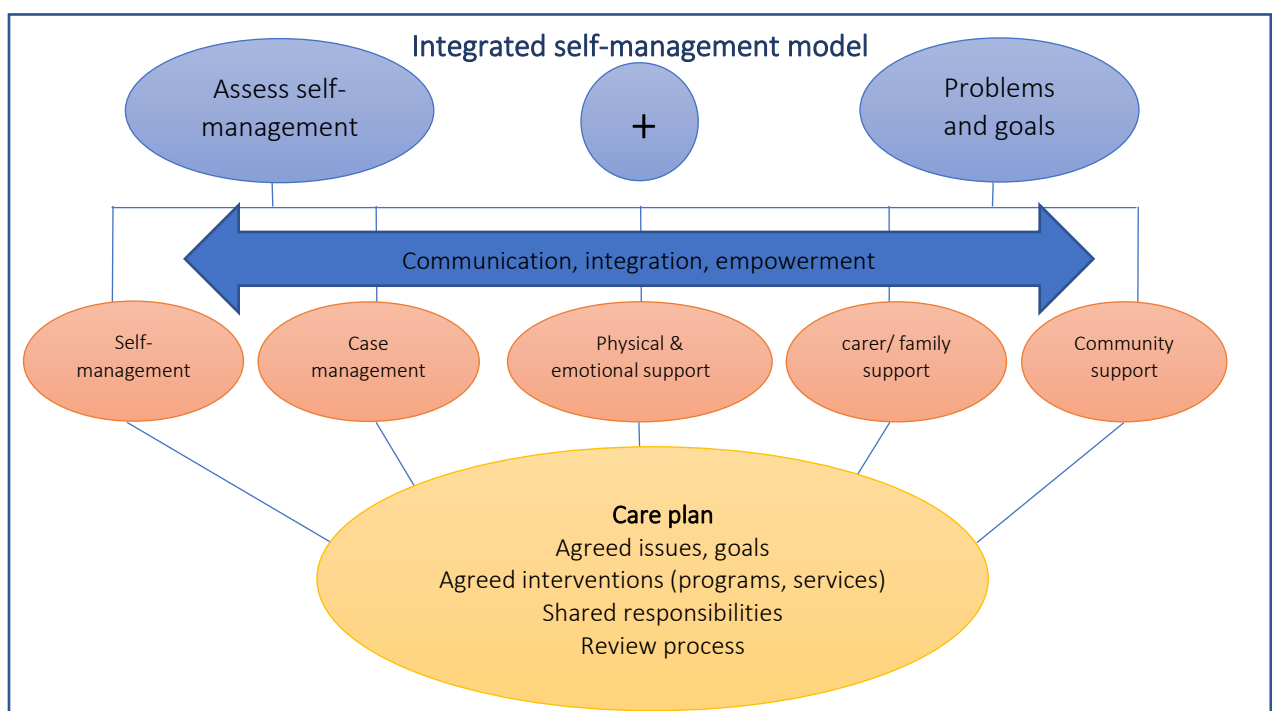 Integrated self-management model
Assess self-
management
+
Problems
and goals
Communication, integration, empowerment
Self-
management
Case
management
Physical &
emotional support
carer/ family
support
Community
support
Care plan
Agreed issues, goals
Agreed interventions (programs, services)
Shared responsibilities
Review process